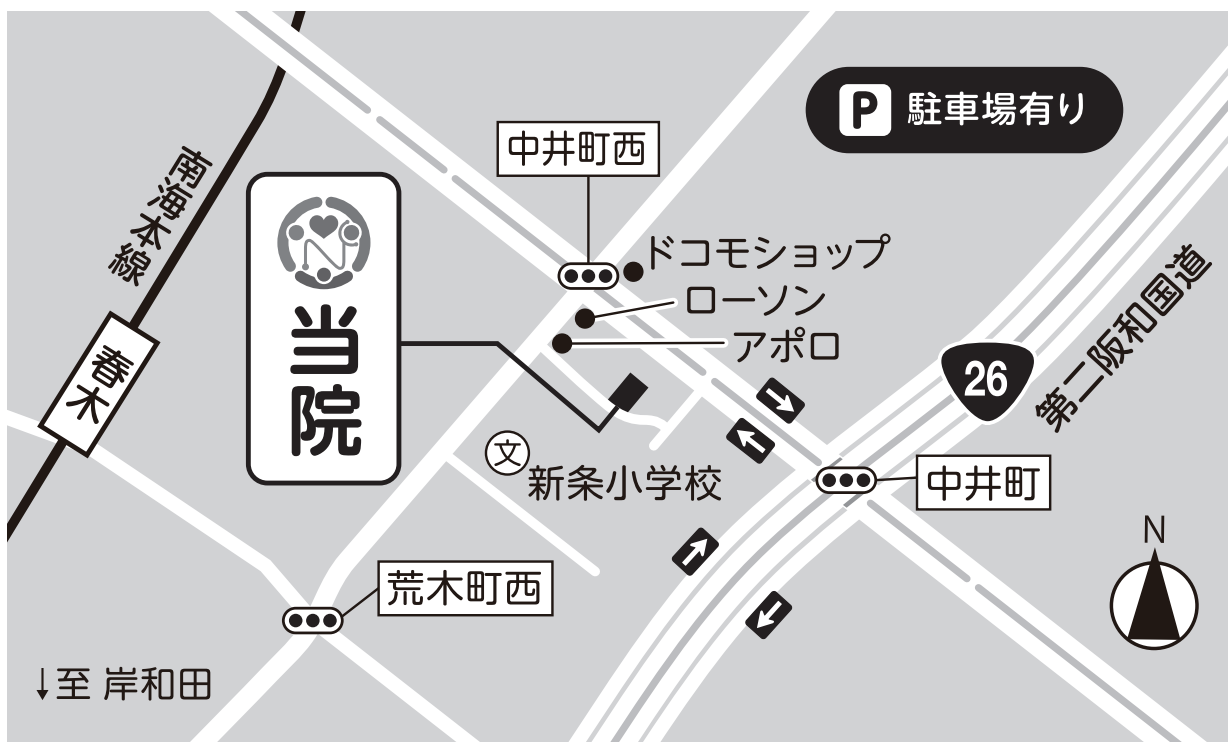 P 駐車場有り
中井町西
南海本線
当院
ドコモショップ
ローソン
アポロ
第二阪和国道
26
春木
文
新条小学校
中井町
N
荒木町西
↓至 岸和田